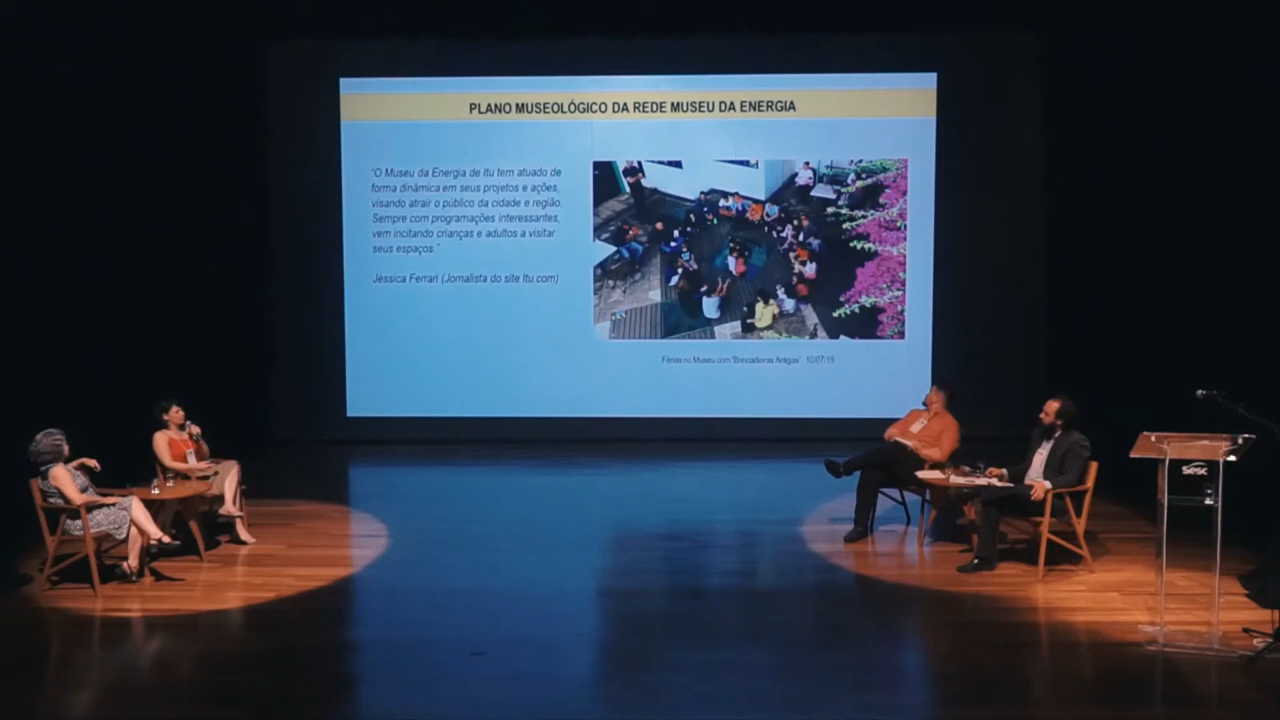 PLANO MUSEOLÓGICO DA REDE MUSEU DA ENERGIA
"O Museu da Energia de Itu tem atuado de
forma dinâmica em seus projetos e ações,
visando atrair o público da cidade e região.
Sempre com programações interessantes,
vem incitando crianças e adultos a visitar
seus espaços."
Jéssica Ferrari (Jornalista do site Itu.com)
Férias no Museu com "Brincadeiras Antigas" 10/07/19
Sesc